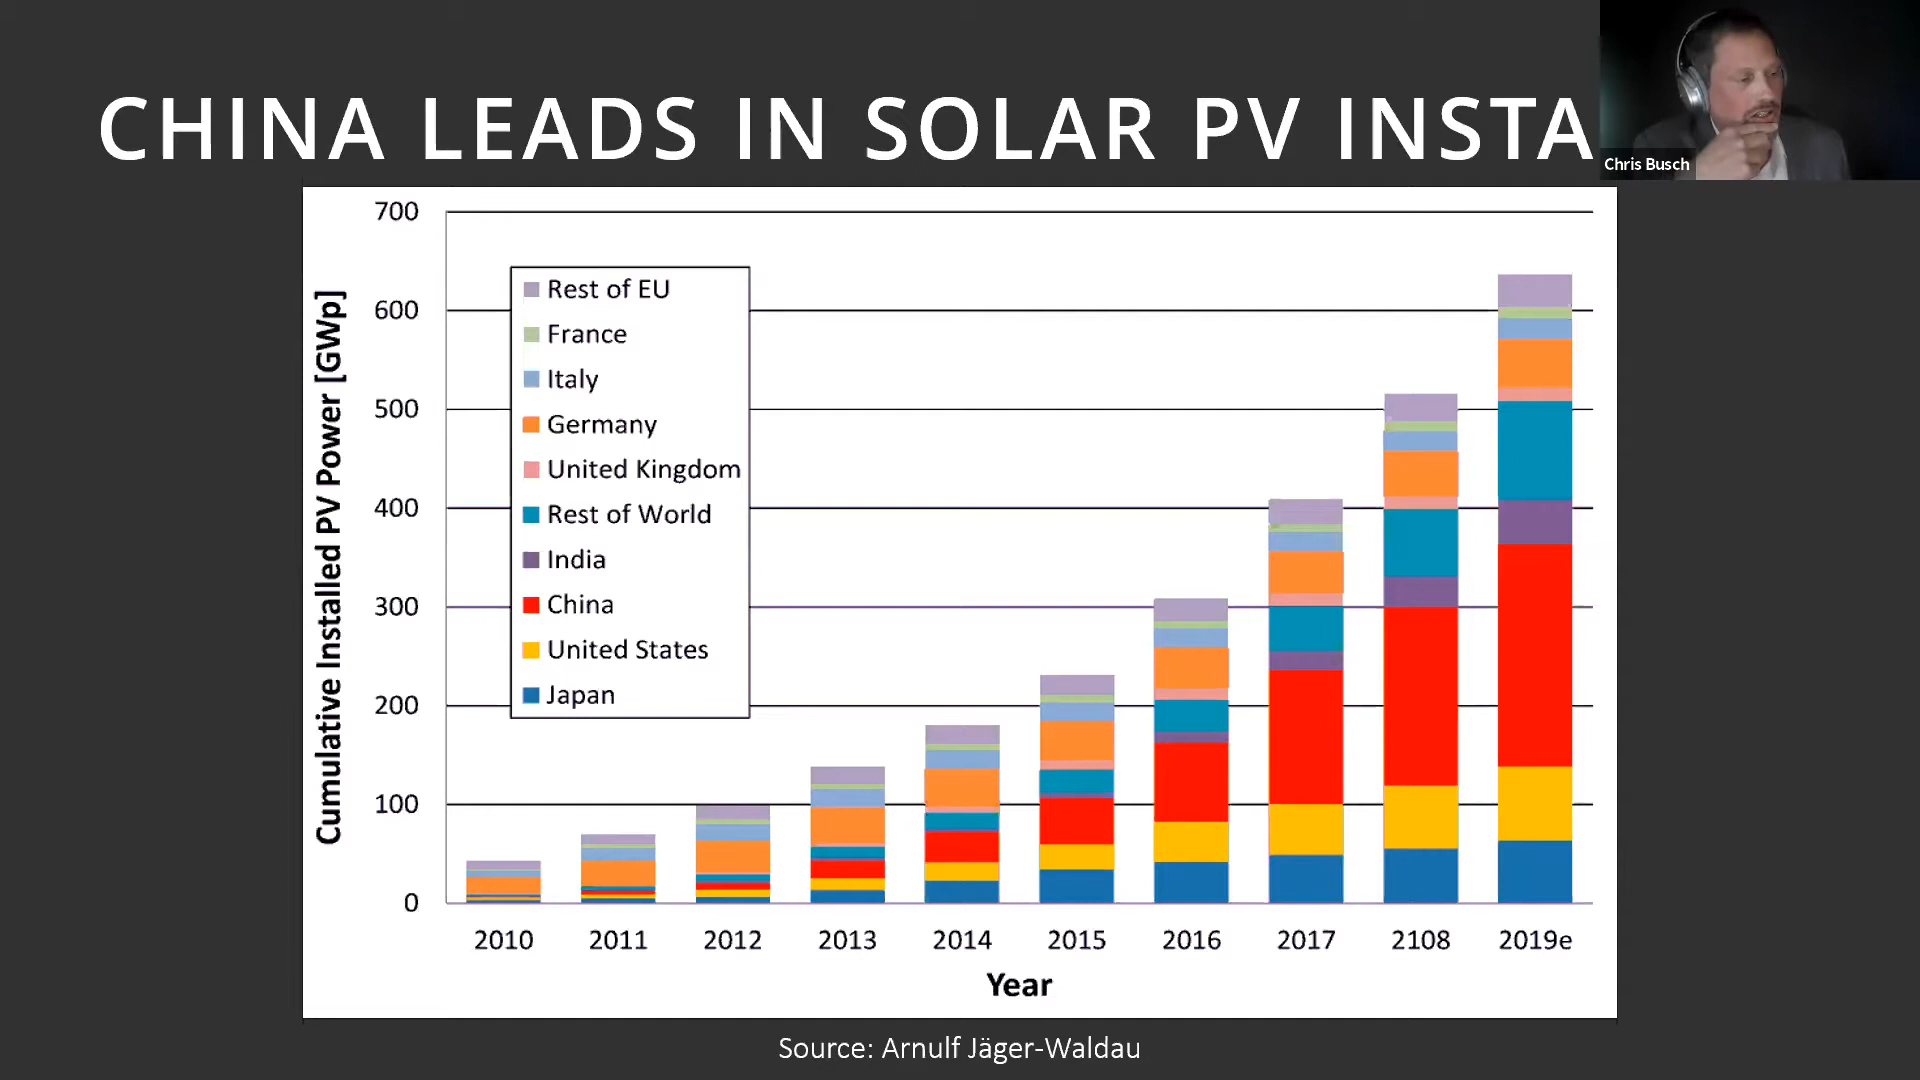 CHINA LEADS IN SOLAR PV INSTA
Chris Busch
700
600
500
400
300
200
100
0
Cumulative Installed PV Power [GWp]
Rest of EU
France
Italy
Germany
United Kingdom
Rest of World
India
China
United States
Japan
2010 2011 2012 2013 2014 2015 2016 2017 2108 2019e
Year
Source: Arnulf Jäger-Waldau